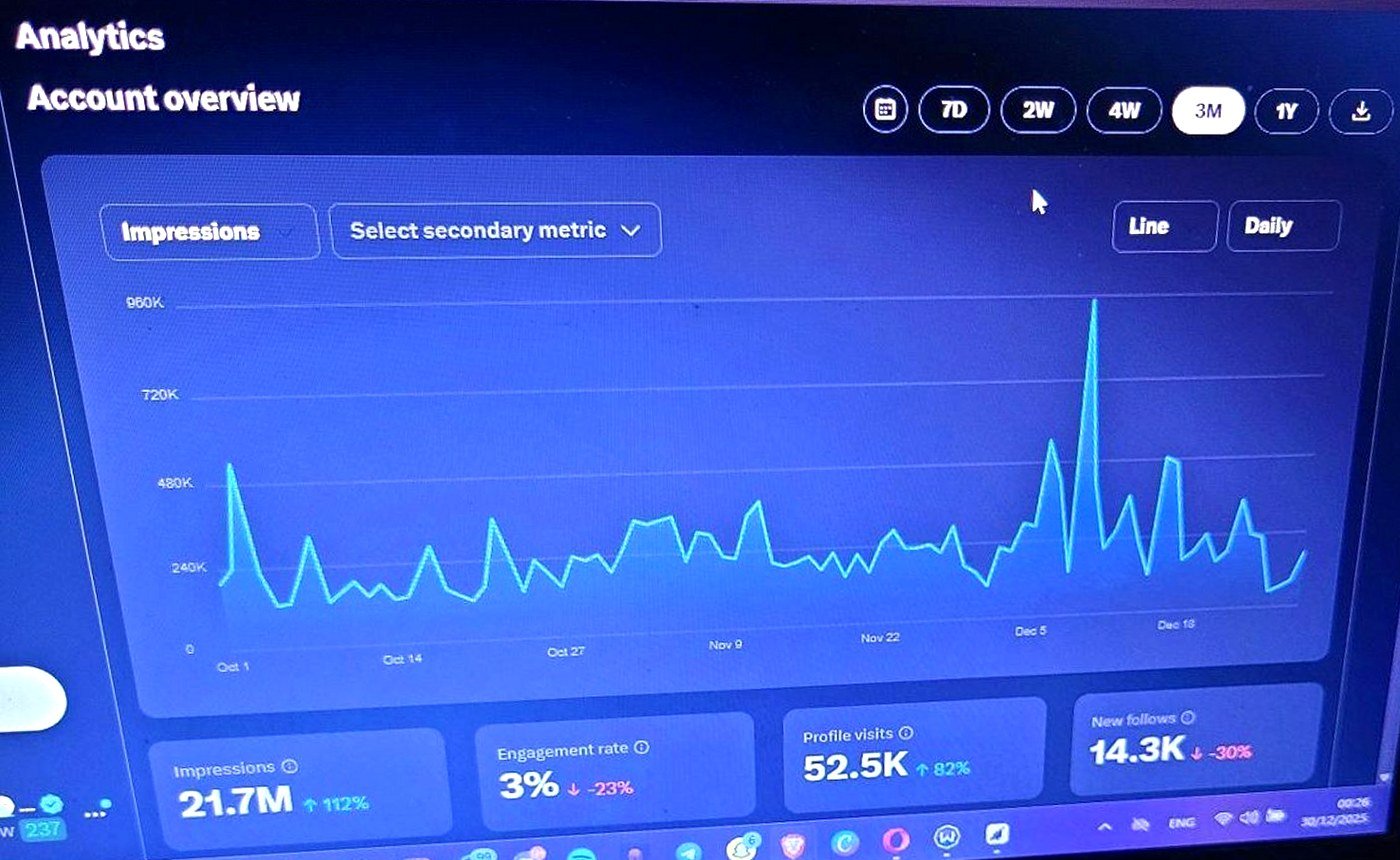 Analytics
Account overview
7D 2W 4W 3M 1Y
Impressions Select secondary metric Line Daily
960K
720K
480K
240K
0
Oct 1 Oct 14 Oct 27 Nov 9 Nov 22 Dec 5 Dec 18
Impressions
21.7M ↑ 112%
Engagement rate
3% ↓ -23%
Profile visits
52.5K ↑ 82%
New follows
14.3K ↓ -30%
237
99
6
ENG
00:26
30/12/2025